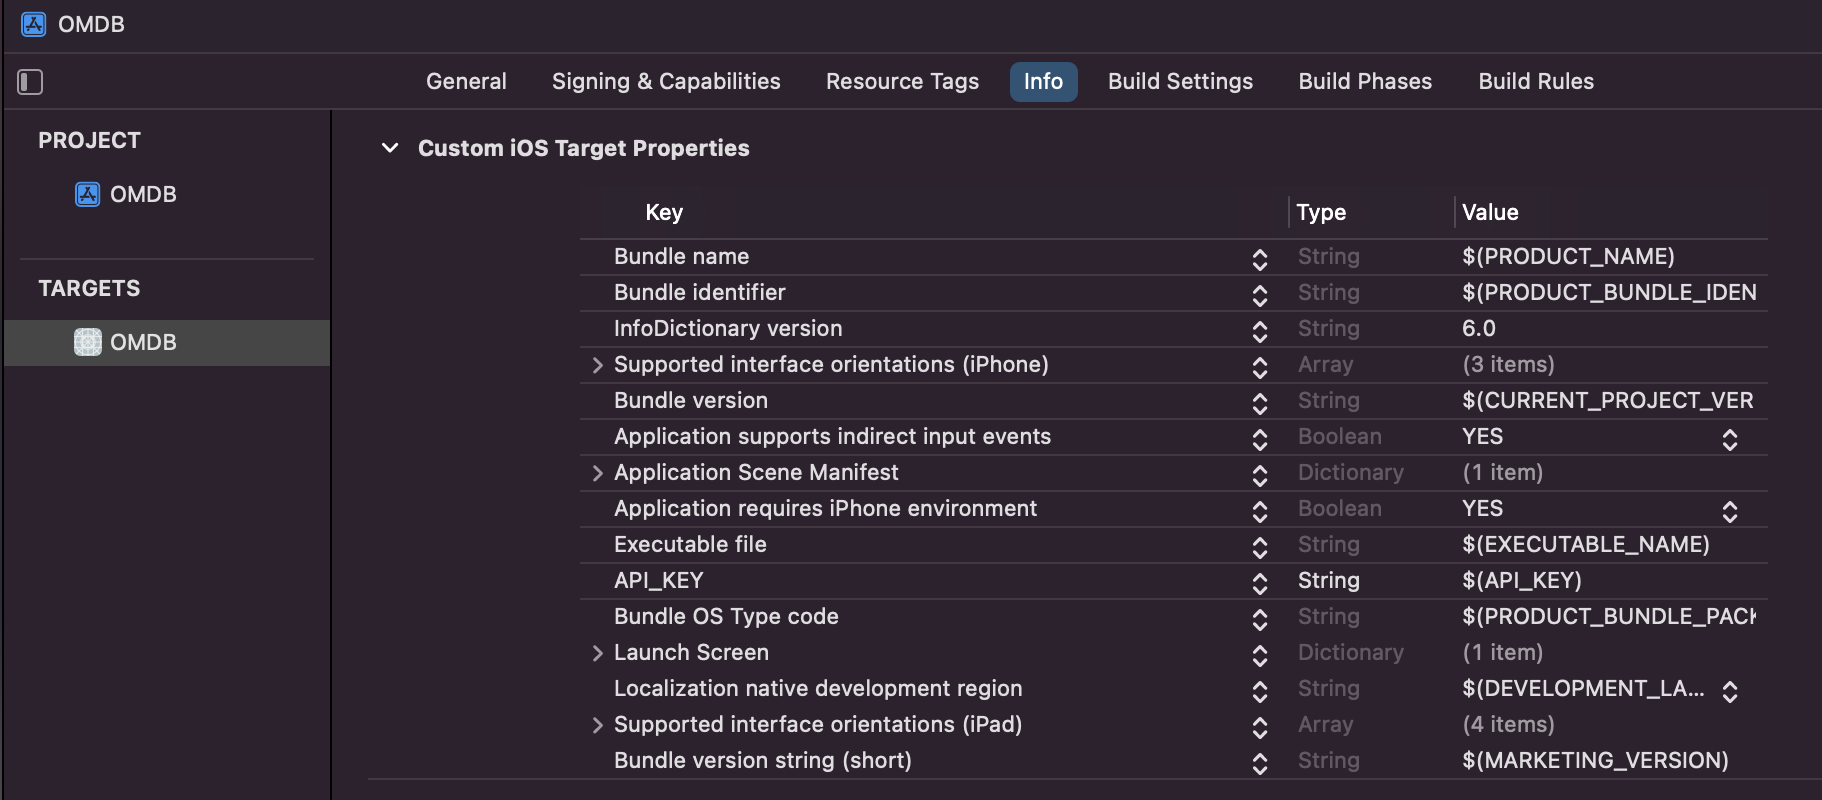 OMDB
General Signing & Capabilities Resource Tags Info Build Settings Build Phases Build Rules
PROJECT
OMDB
TARGETS
OMDB
Custom iOS Target Properties
Key Type Value
Bundle name String $(PRODUCT_NAME)
Bundle identifier String $(PRODUCT_BUNDLE_IDEN
InfoDictionary version String 6.0
Supported interface orientations (iPhone) Array (3 items)
Bundle version String $(CURRENT_PROJECT_VER
Application supports indirect input events Boolean YES
Application Scene Manifest Dictionary (1 item)
Application requires iPhone environment Boolean YES
Executable file String $(EXECUTABLE_NAME)
API_KEY String $(API_KEY)
Bundle OS Type code String $(PRODUCT_BUNDLE_PACK
Launch Screen Dictionary (1 item)
Localization native development region String $(DEVELOPMENT_LA...
Supported interface orientations (iPad) Array (4 items)
Bundle version string (short) String $(MARKETING_VERSION)